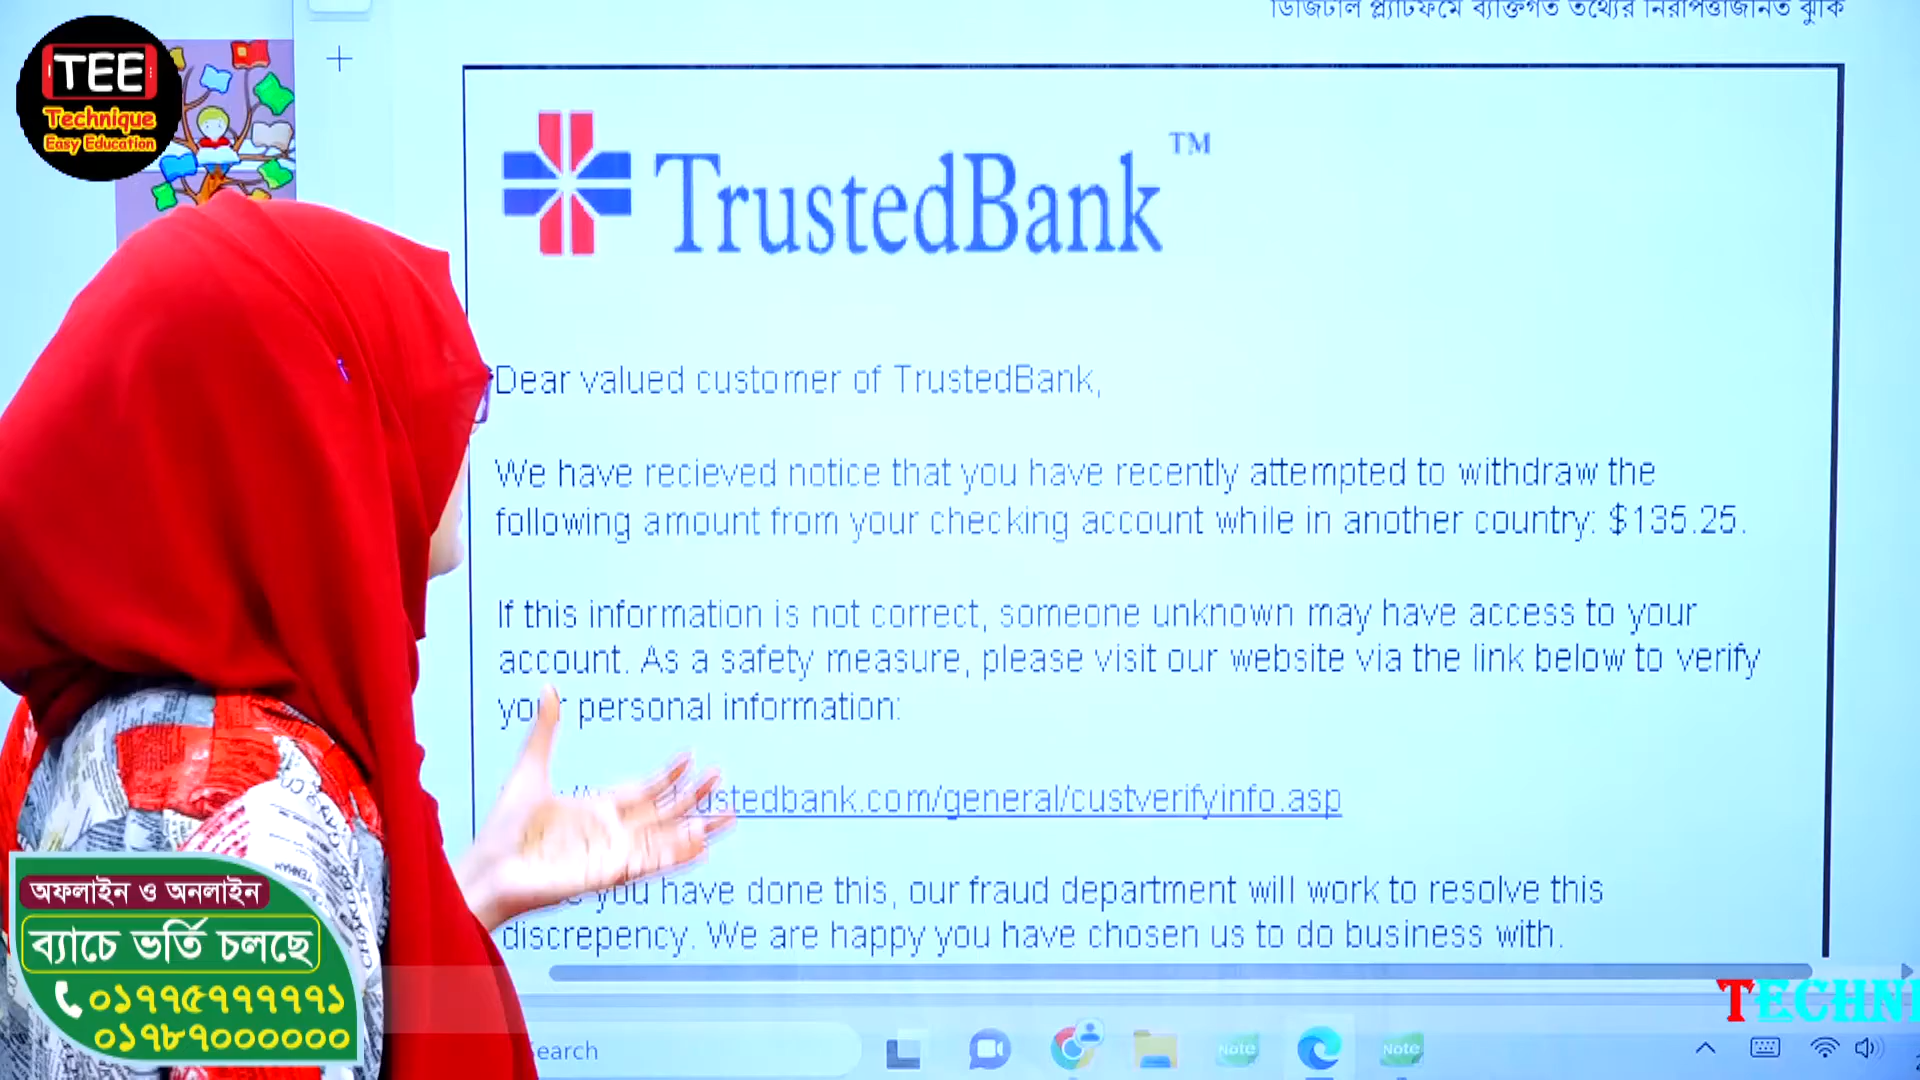 ডিজিটাল প্ল্যাটফর্মে ব্যক্তিগত তথ্যের নিরাপত্তাজনিত ঝুঁকি
TEE
Technique
Easy Education
TrustedBank™
Dear valued customer of TrustedBank,
We have recieved notice that you have recently attempted to withdraw the
following amount from your checking account while in another country: $135.25.
If this information is not correct, someone unknown may have access to your
account. As a safety measure, please visit our website via the link below to verify
your personal information:
ustedbank.com/general/custverifyinfo.asp
you have done this, our fraud department will work to resolve this
discrepency. We are happy you have chosen us to do business with.
অফলাইন ও অনলাইন
ব্যাচে ভর্তি চলছে
০১৭৭৫৭৭৭৭৭১
০১৭৮৭০০০০০০
TECHNI
earch
Note
Note